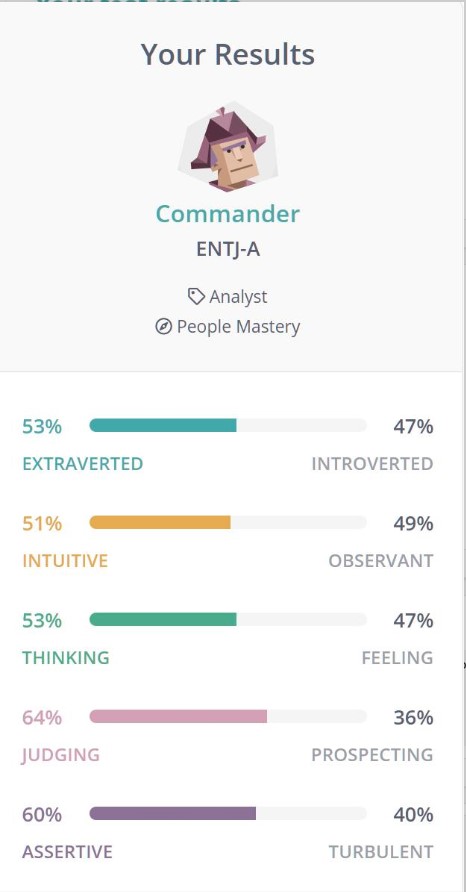 Your Results
Commander
ENTJ-A
Analyst
People Mastery
53% 47%
EXTRAVERTED INTROVERTED
51% 49%
INTUITIVE OBSERVANT
53% 47%
THINKING FEELING
64% 36%
JUDGING PROSPECTING
60% 40%
ASSERTIVE TURBULENT